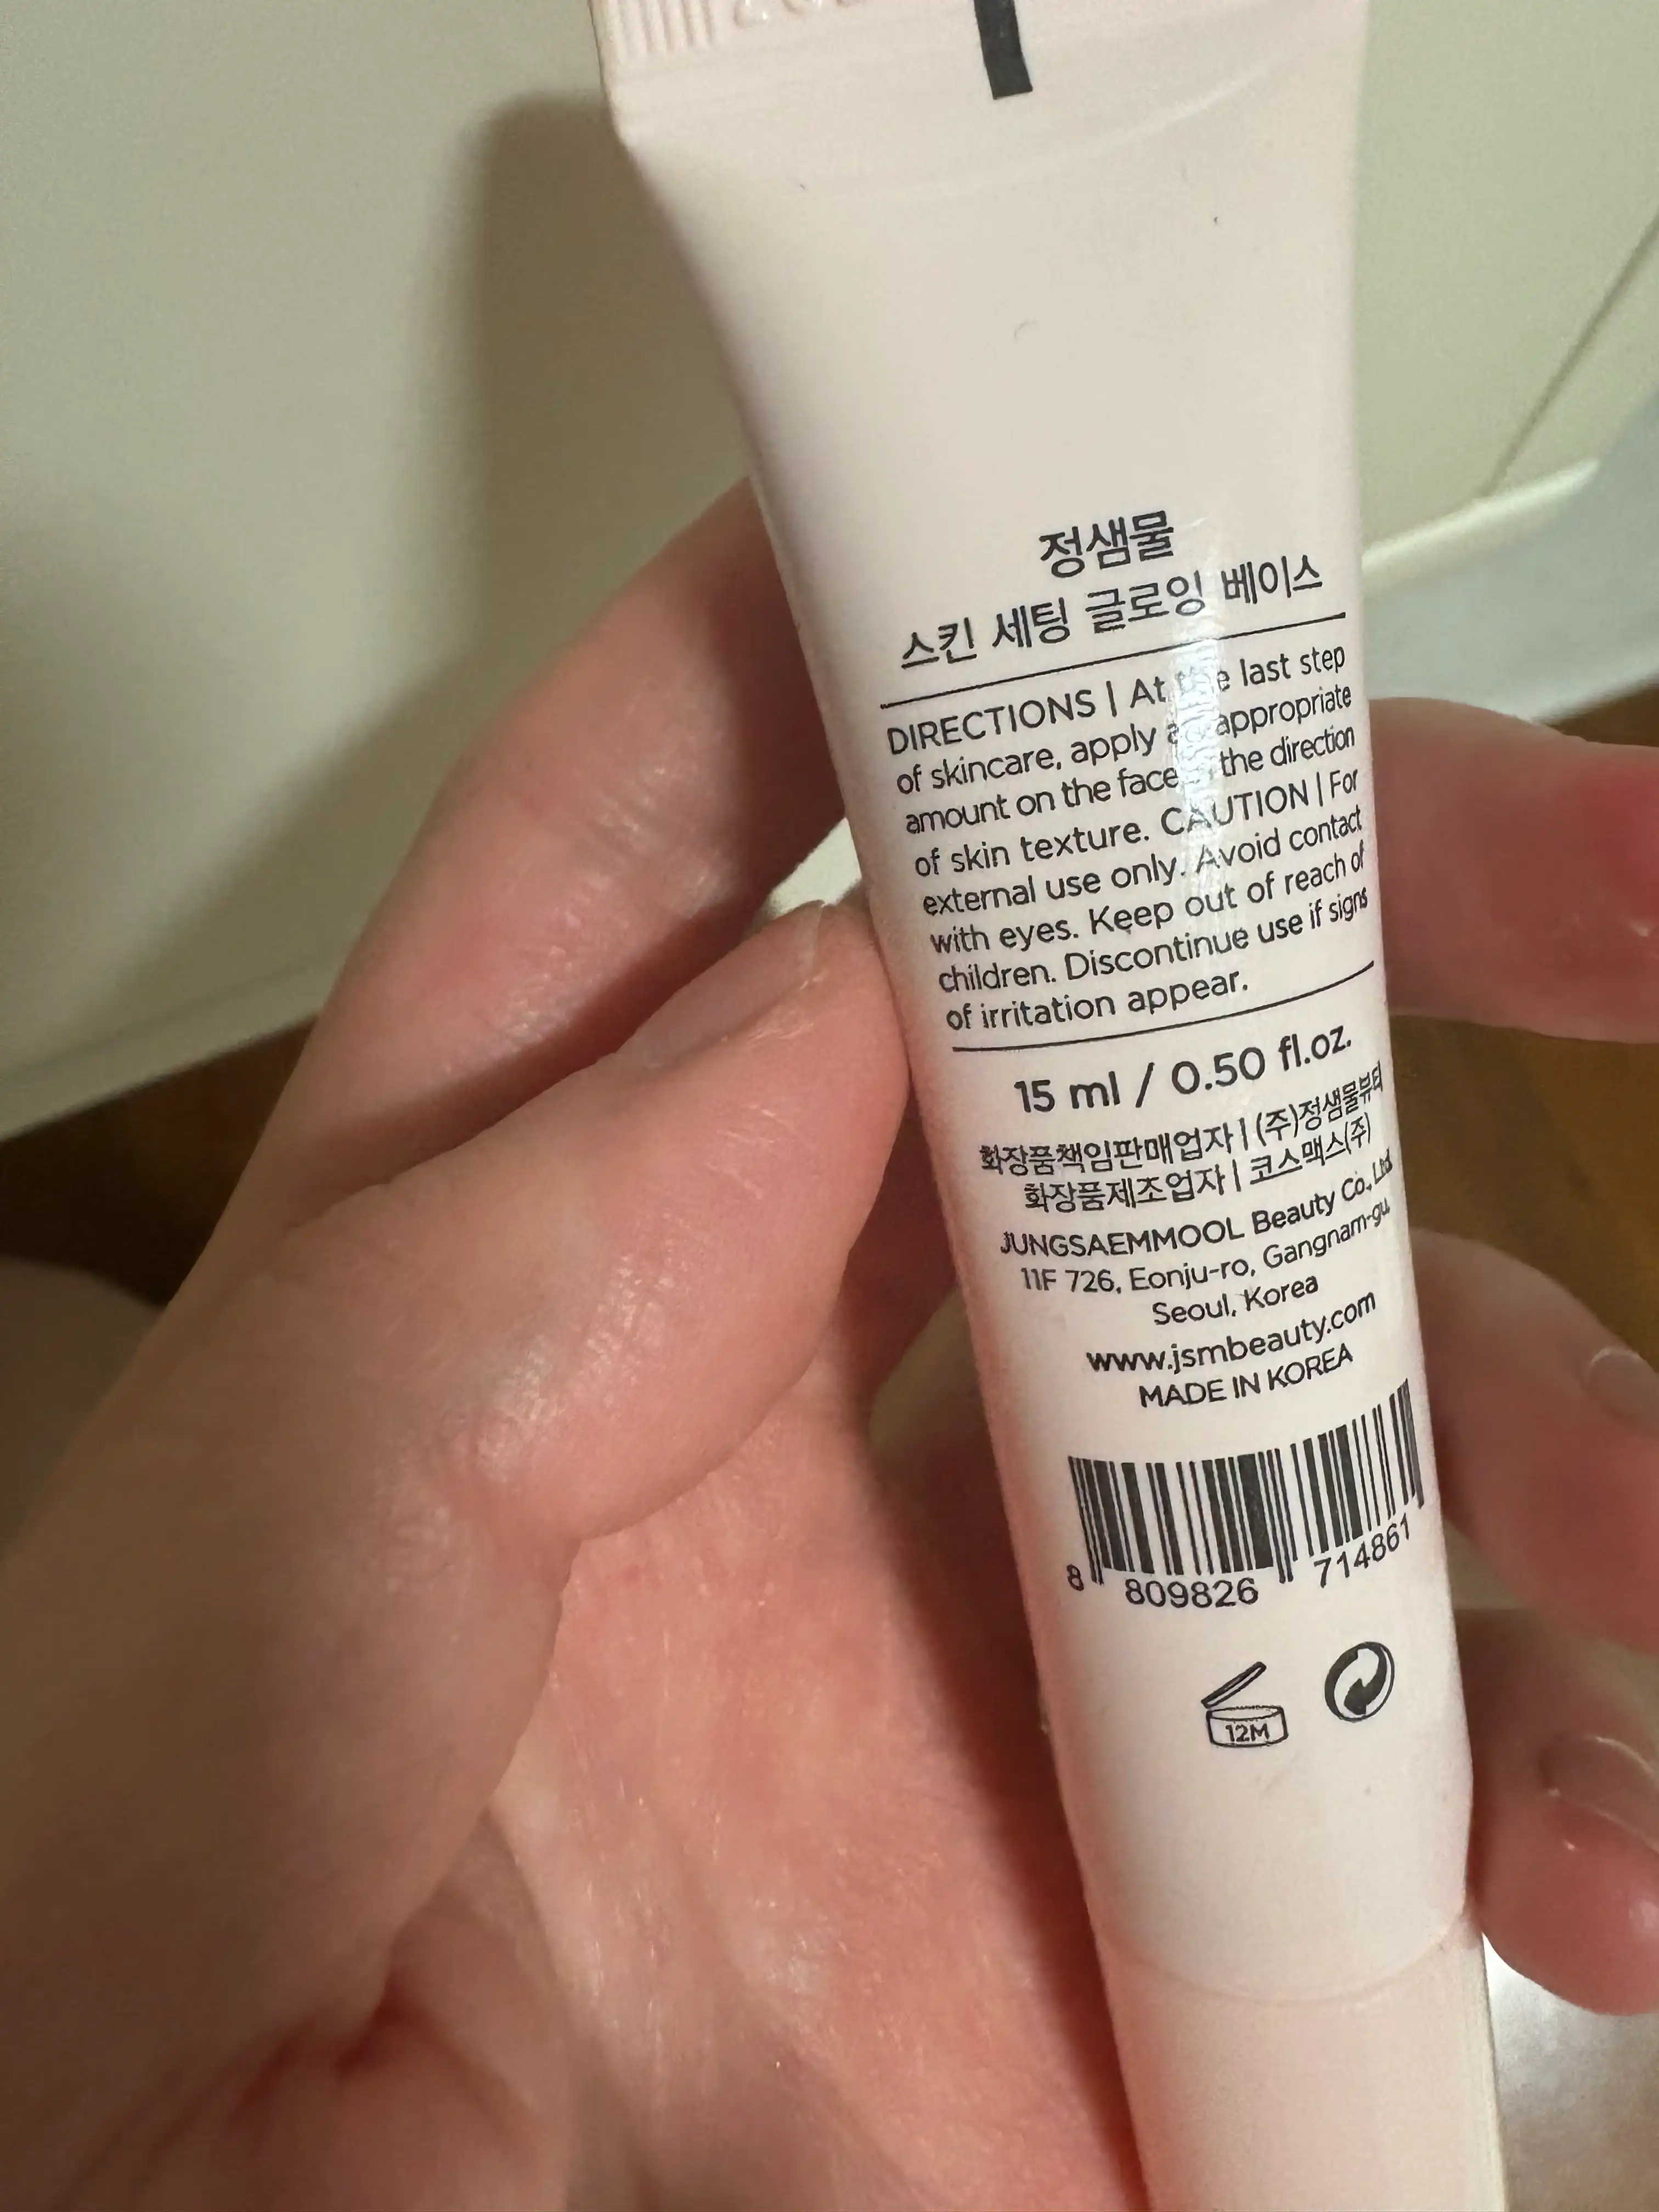 정샘물
스킨 세팅 글로잉 베이스
DIRECTIONS | At the last step
of skincare, apply an appropriate
amount on the face in the direction
of skin texture. CAUTION | For
external use only. Avoid contact
with eyes. Keep out of reach of
children. Discontinue use if signs
of irritation appear.
15 ml / 0.50 fl.oz.
화장품책임판매업자 | (주)정샘물뷰티
화장품제조업자 | 코스맥스(주)
JUNGSAEMMOOL Beauty Co., Ltd
11F 726, Eonju-ro, Gangnam-gu,
Seoul, Korea
www.jsmbeauty.com
MADE IN KOREA
8 809826 714861
12M